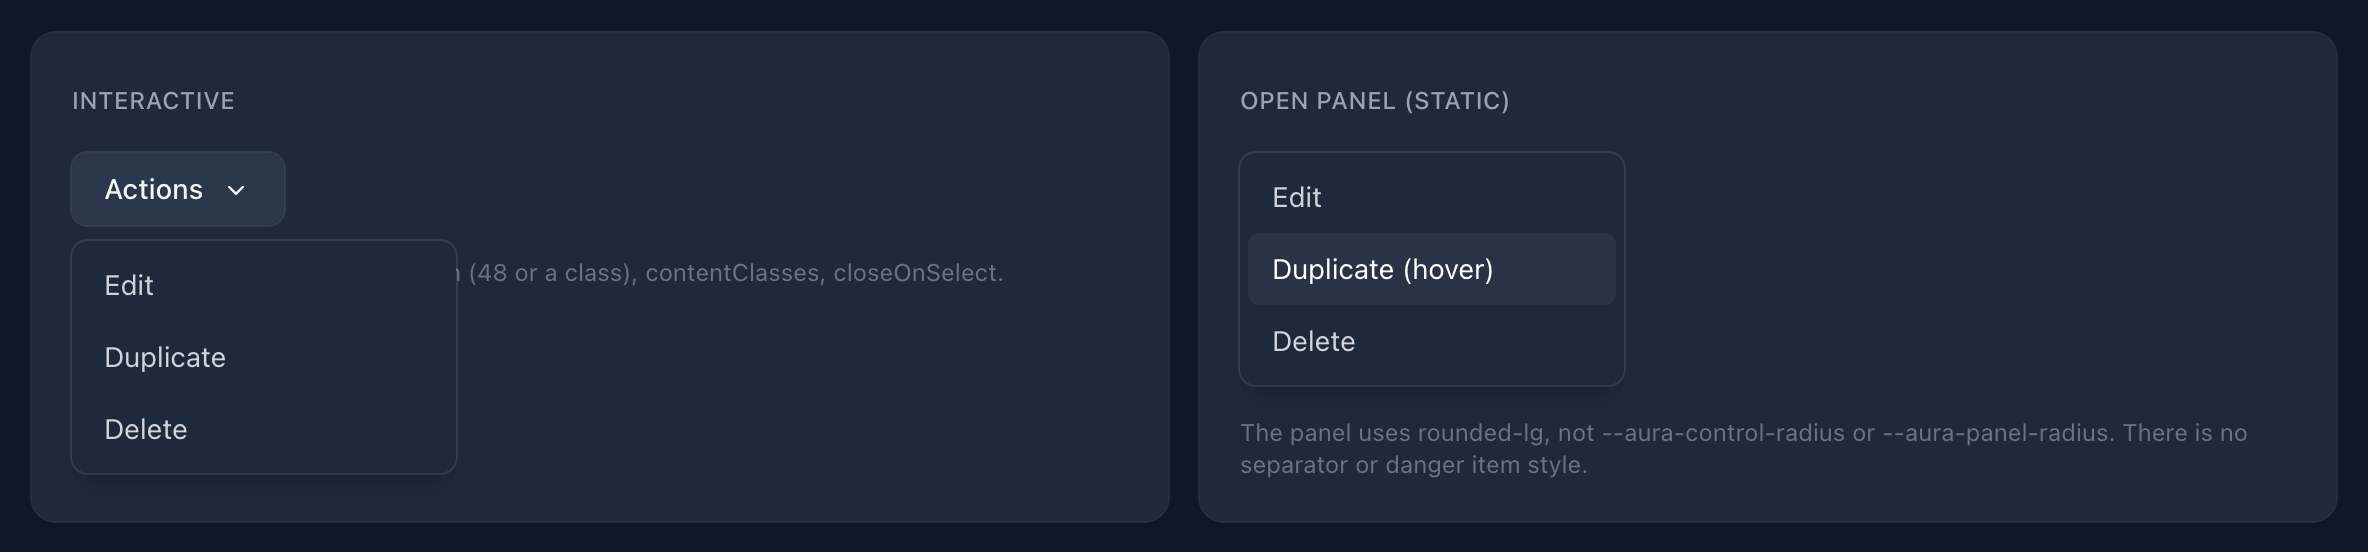 INTERACTIVE
Actions
(48 or a class), contentClasses, closeOnSelect.
Edit
Duplicate
Delete
OPEN PANEL (STATIC)
Edit
Duplicate (hover)
Delete
The panel uses rounded-lg, not --aura-control-radius or --aura-panel-radius. There is no
separator or danger item style.